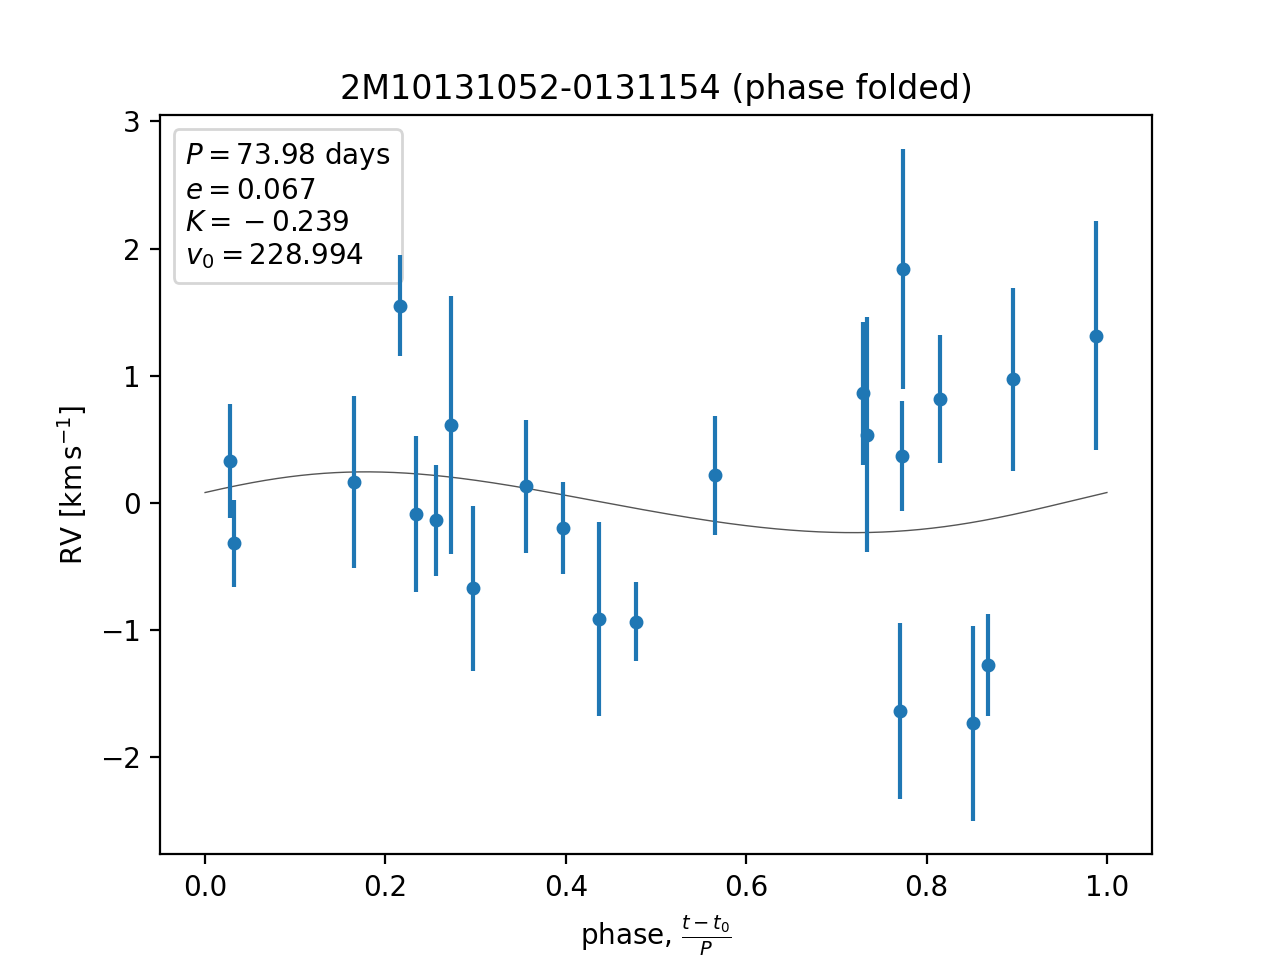 2M10131052-0131154 (phase folded)
P = 73.98 days
e = 0.067
K = −0.239
v₀ = 228.994
3
2
1
0
−1
−2
RV [km s⁻¹]
0.0 0.2 0.4 0.6 0.8 1.0
phase, (t − t₀)/P